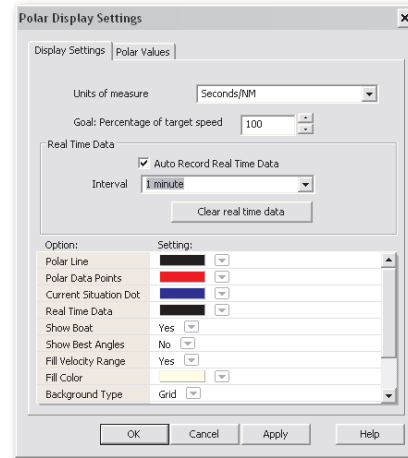 Polar Display Settings
Display Settings Polar Values
Units of measure Seconds/NM
Goal: Percentage of target speed 100
Real Time Data
Auto Record Real Time Data
Interval 1 minute
Clear real time data
Option: Setting:
Polar Line
Polar Data Points
Current Situation Dot
Real Time Data
Show Boat Yes
Show Best Angles No
Fill Velocity Range Yes
Fill Color
Background Type Grid
OK Cancel Apply Help